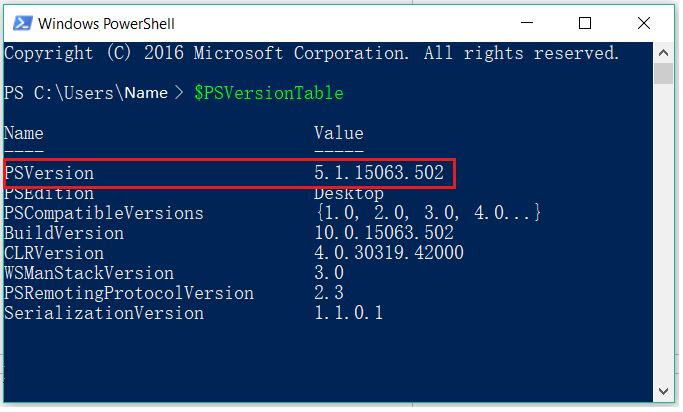 Windows PowerShell
Copyright (C) 2016 Microsoft Corporation. All rights reserved.
PS C:\Users\Name > $PSVersionTable
Name Value
---- -----
PSVersion 5.1.15063.502
PSEdition Desktop
PSCompatibleVersions {1.0, 2.0, 3.0, 4.0...}
BuildVersion 10.0.15063.502
CLRVersion 4.0.30319.42000
WSManStackVersion 3.0
PSRemotingProtocolVersion 2.3
SerializationVersion 1.1.0.1